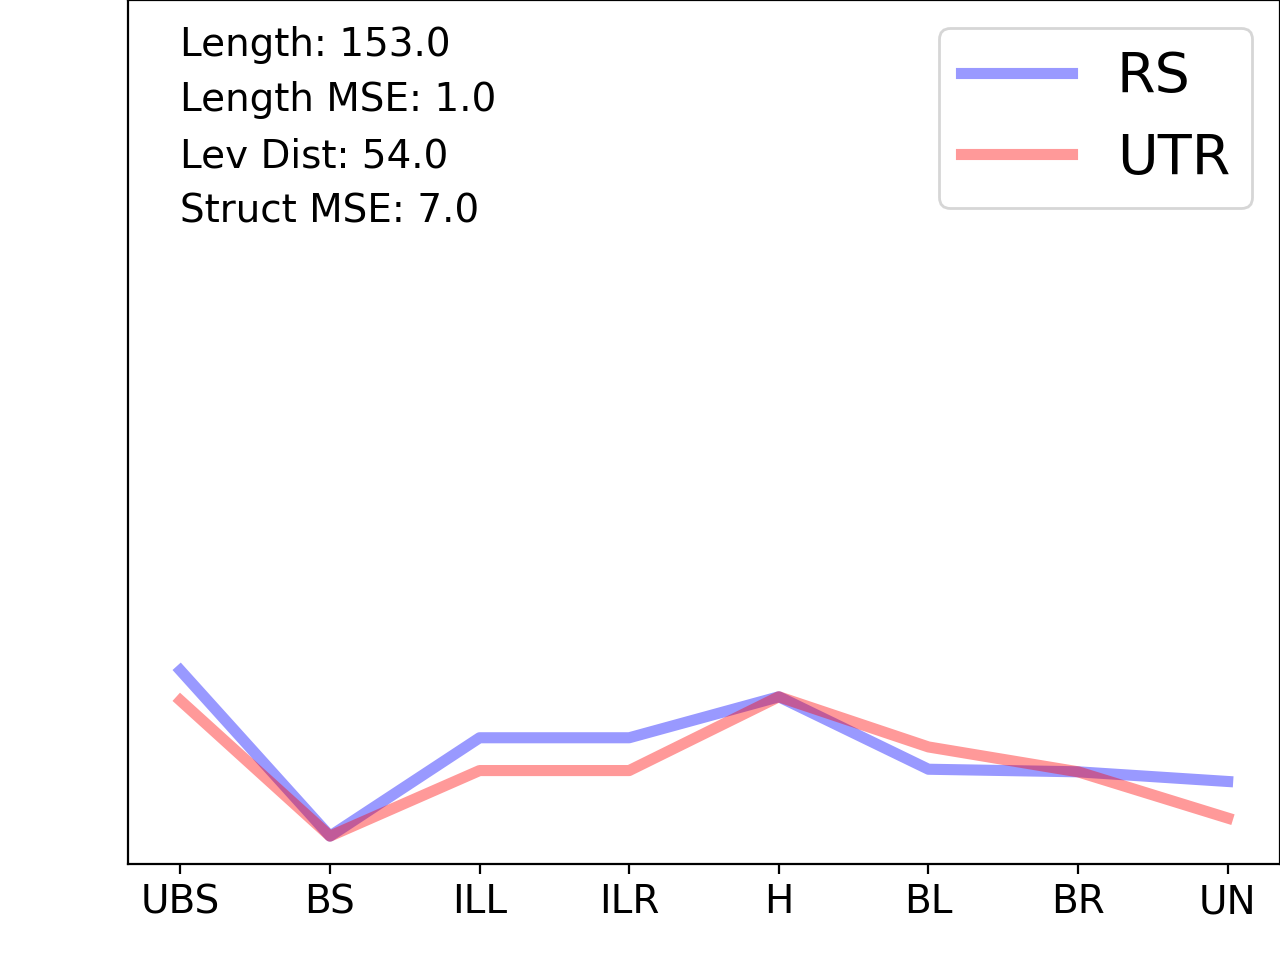 Length: 153.0
Length MSE: 1.0
Lev Dist: 54.0
Struct MSE: 7.0
RS
UTR
UBS BS ILL ILR H BL BR UN